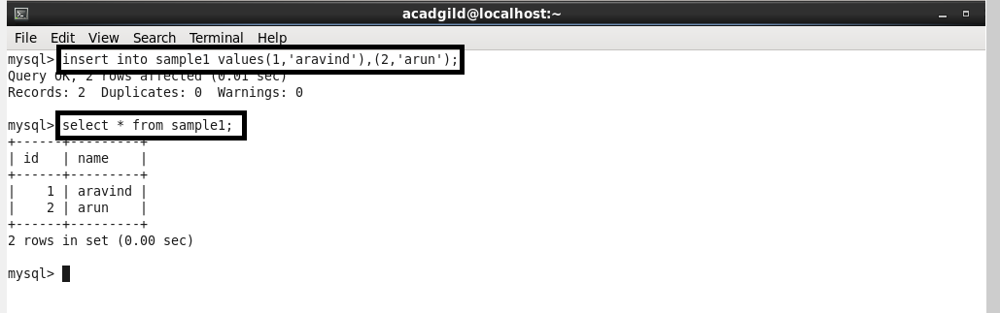 acadgild@localhost:~
File Edit View Search Terminal Help
mysql> insert into sample1 values(1,'aravind'),(2,'arun');
Query OK, 2 rows affected (0.01 sec)
Records: 2  Duplicates: 0  Warnings: 0
mysql> select * from sample1;
+------+---------+
| id   | name    |
+------+---------+
|    1 | aravind |
|    2 | arun    |
+------+---------+
2 rows in set (0.00 sec)
mysql>